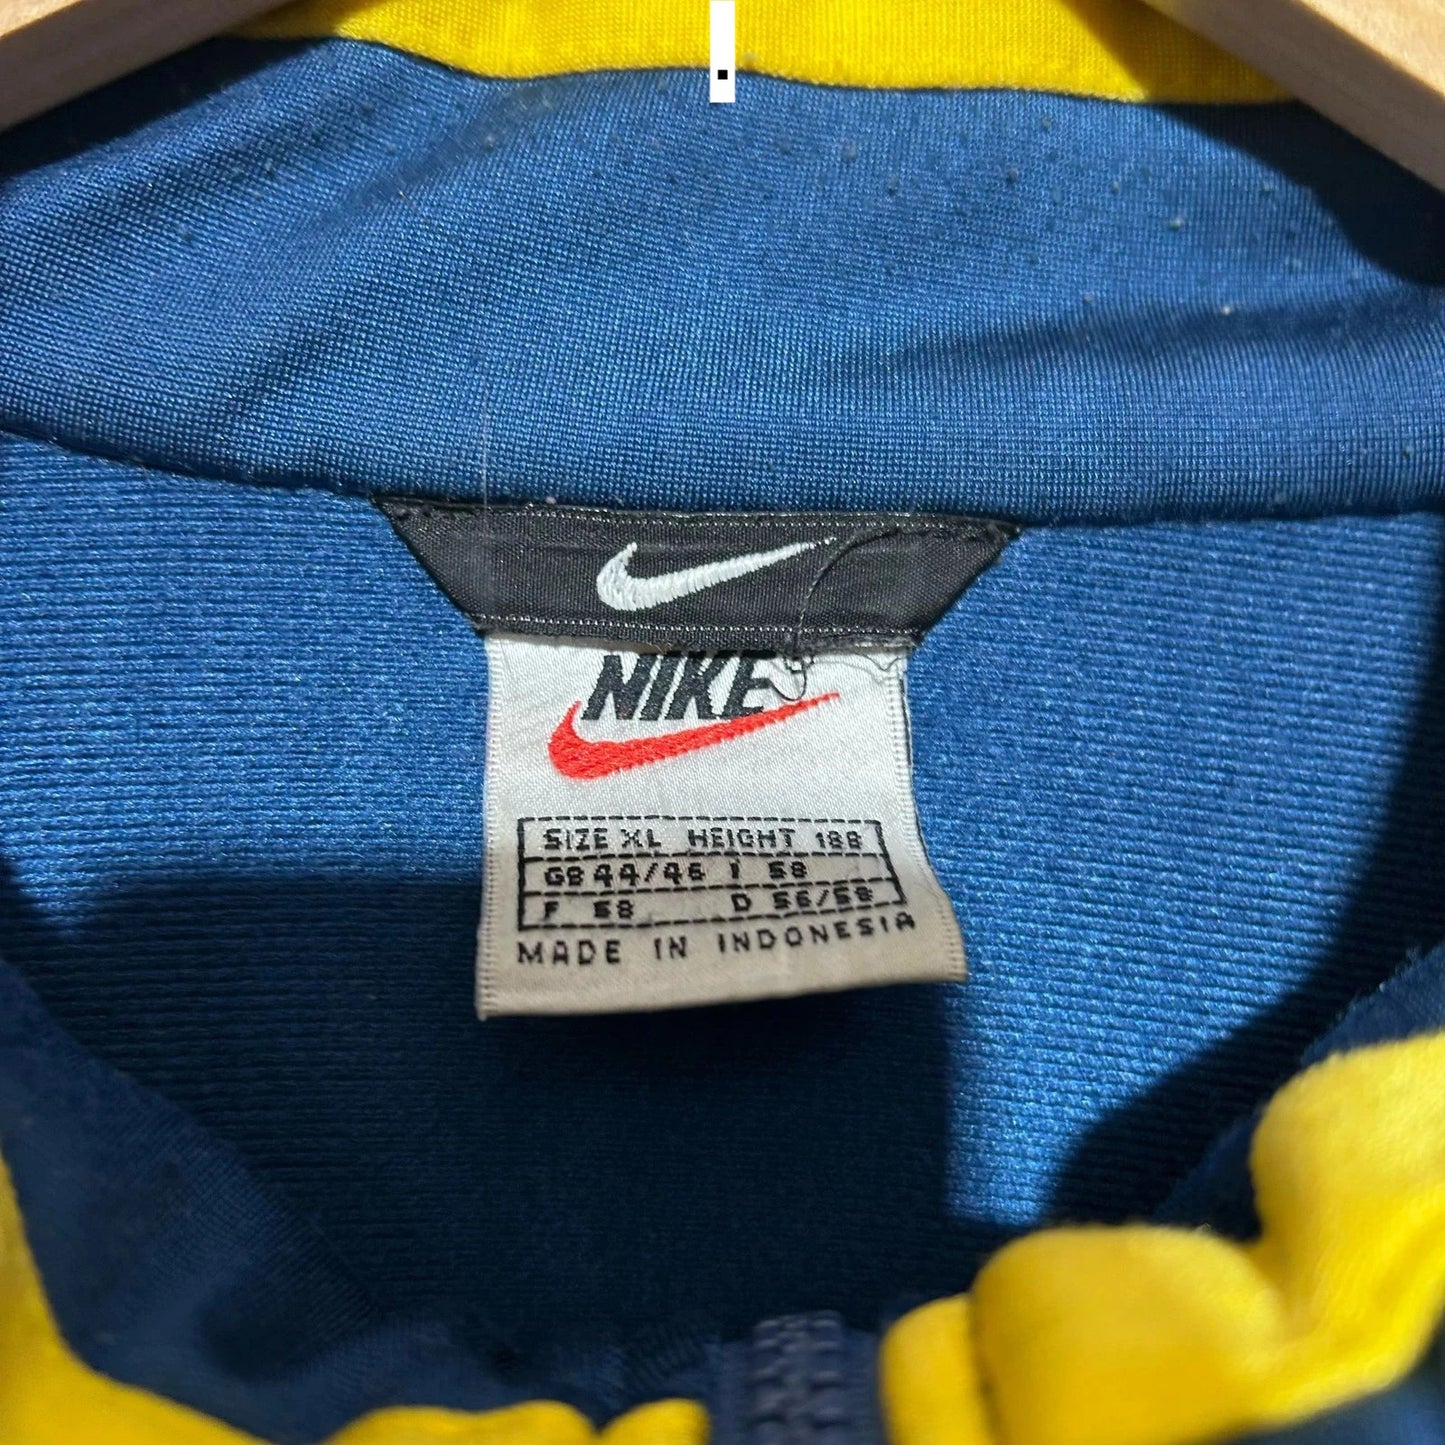 .
NIKE
SIZE XL HEIGHT 188
GB 44/46 I 58
F 58 D 56/58
MADE IN INDONESIA